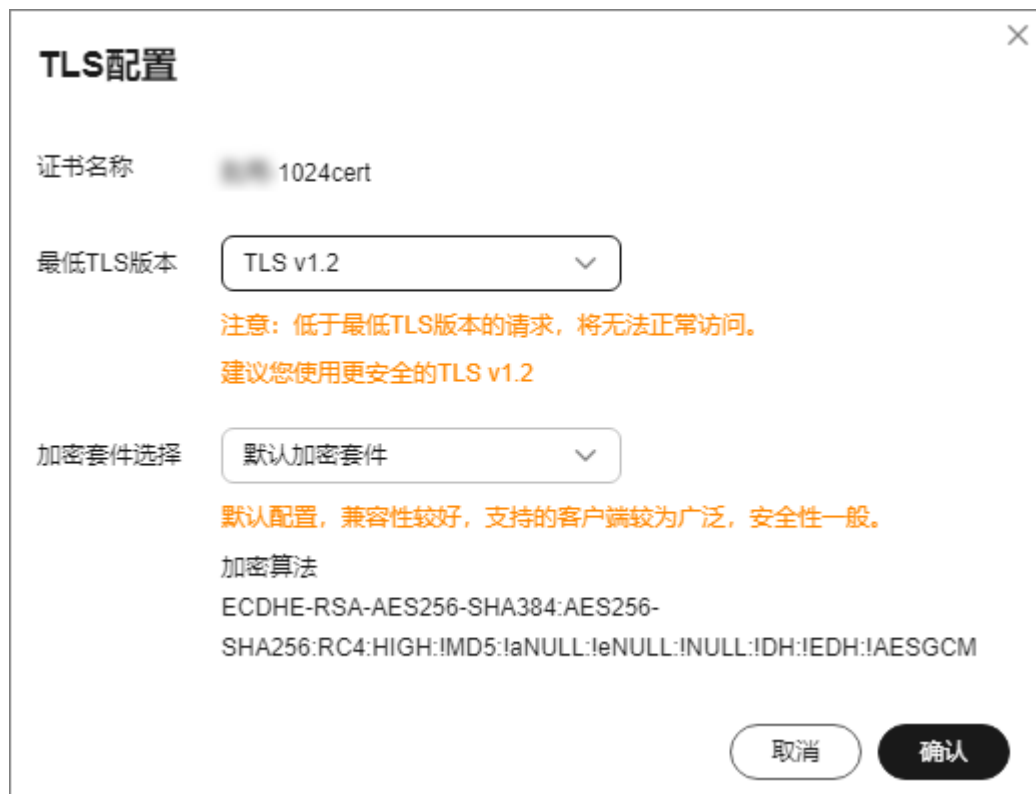 TLS配置
证书名称 1024cert
最低TLS版本 TLS v1.2
注意：低于最低TLS版本的请求，将无法正常访问。
建议您使用更安全的TLS v1.2
加密套件选择 默认加密套件
默认配置，兼容性较好，支持的客户端较为广泛，安全性一般。
加密算法
ECDHE-RSA-AES256-SHA384:AES256-
SHA256:RC4:HIGH:!MD5:!aNULL:!eNULL:!NULL:!DH:!EDH:!AESGCM
取消 确认